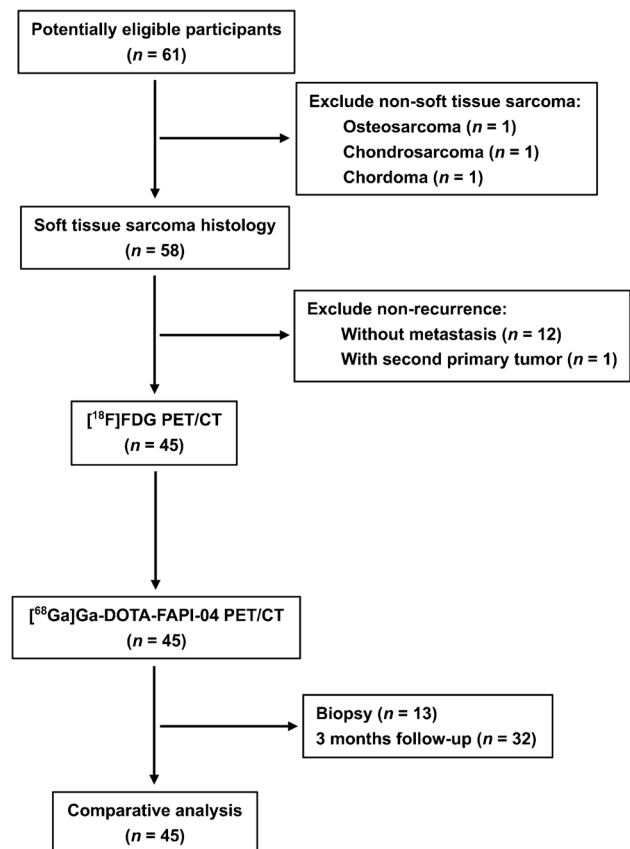 Potentially eligible participants
(n = 61)
Exclude non-soft tissue sarcoma:
Osteosarcoma (n = 1)
Chondrosarcoma (n = 1)
Chordoma (n = 1)
Soft tissue sarcoma histology
(n = 58)
Exclude non-recurrence:
Without metastasis (n = 12)
With second primary tumor (n = 1)
[¹⁸F]FDG PET/CT
(n = 45)
[⁶⁸Ga]Ga-DOTA-FAPI-04 PET/CT
(n = 45)
Biopsy (n = 13)
3 months follow-up (n = 32)
Comparative analysis
(n = 45)